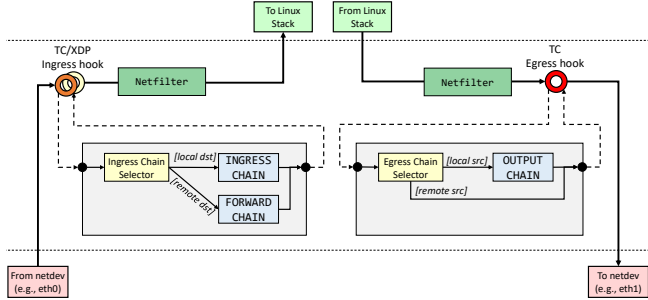 To Linux
Stack
From Linux
Stack
TC/XDP
Ingress hook
Netfilter
Netfilter
TC
Egress hook
Ingress Chain
Selector
[local dst]
[remote dst]
INGRESS
CHAIN
FORWARD
CHAIN
Egress Chain
Selector
[local src]
[remote src]
OUTPUT
CHAIN
From netdev
(e.g., eth0)
To netdev
(e.g., eth1)